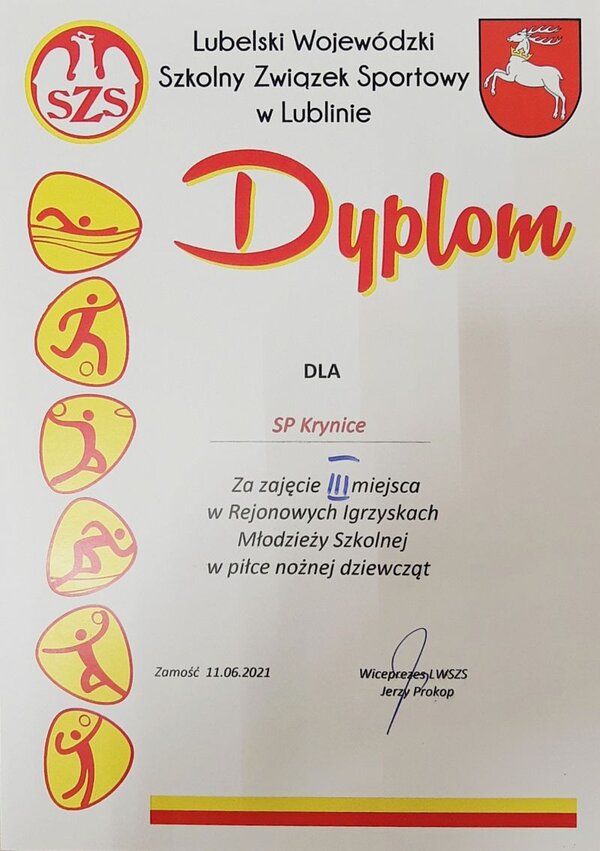 SZS
Lubelski Wojewódzki
Szkolny Związek Sportowy
w Lublinie
Dyplom
DLA
SP Krynice
Za zajęcie III miejsca
w Rejonowych Igrzyskach
Młodzieży Szkolnej
w piłce nożnej dziewcząt
Zamość 11.06.2021
Wiceprezes LWSZS
Jerzy Prokop